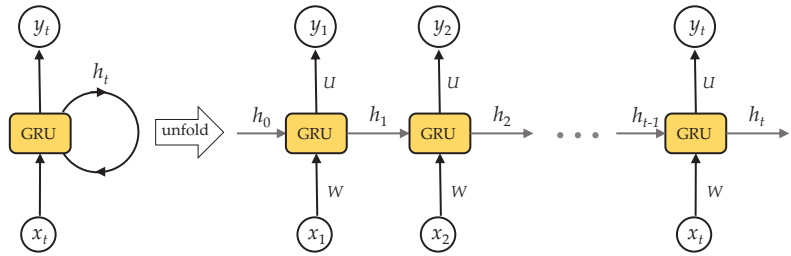 y_t y_1 y_2 y_t
h_t U U U
GRU unfold h_0 GRU h_1 GRU h_2 • • • h_{t-1} GRU h_t
W W W
x_t x_1 x_2 x_t